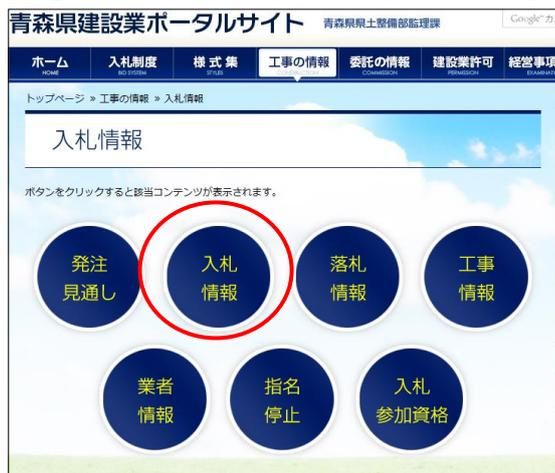 青森県建設業ポータルサイト 青森県県土整備部監理課 Google
ホーム 入札制度 様式集 工事の情報 委託の情報 建設業許可 経営事項
HOME BID SYSTEM STYLES CONSTRUCTION COMMISSION PERMISSION
トップページ » 工事の情報 » 入札情報
入札情報
ボタンをクリックすると該当コンテンツが表示されます。
発注
見通し
入札
情報
落札
情報
工事
情報
業者
情報
指名
停止
入札
参加資格